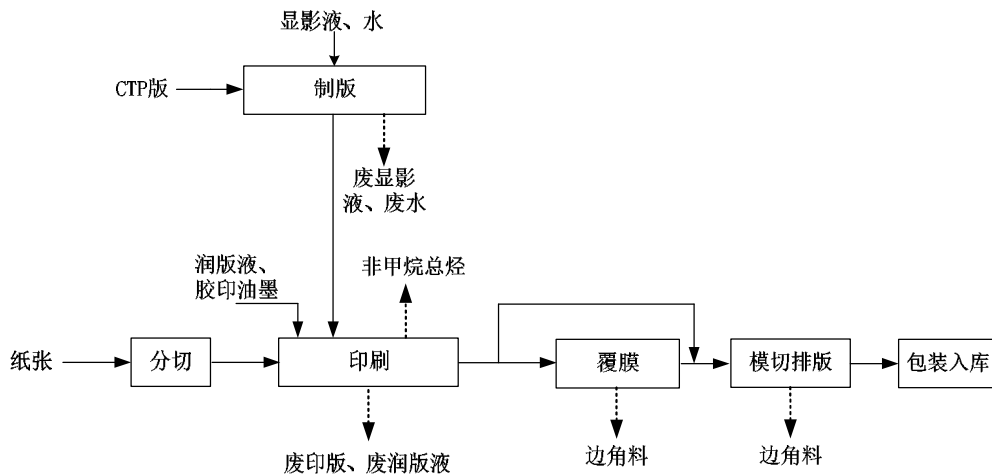 显影液、水
CTP版
制版
废显影
液、废水
润版液、
胶印油墨
非甲烷总烃
纸张
分切
印刷
覆膜
模切排版
包装入库
废印版、废润版液
边角料
边角料